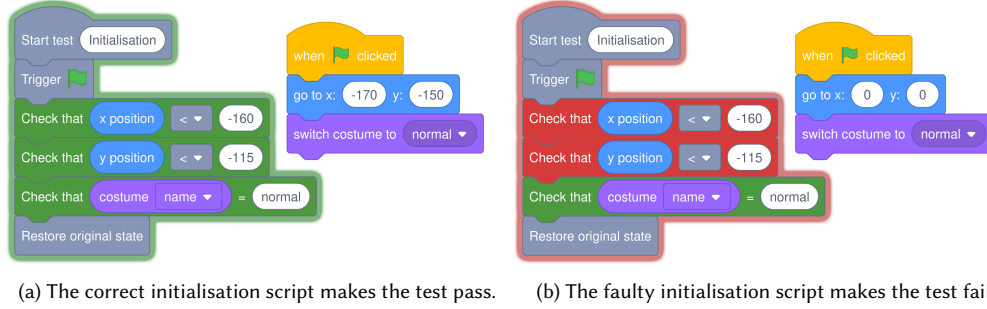 Start test Initialisation
Trigger
Check that x position < -160
Check that y position < -115
Check that costume name = normal
Restore original state
when clicked
go to x: -170 y: -150
switch costume to normal
(a) The correct initialisation script makes the test pass.
Start test Initialisation
Trigger
Check that x position < -160
Check that y position < -115
Check that costume name = normal
Restore original state
when clicked
go to x: 0 y: 0
switch costume to normal
(b) The faulty initialisation script makes the test fai